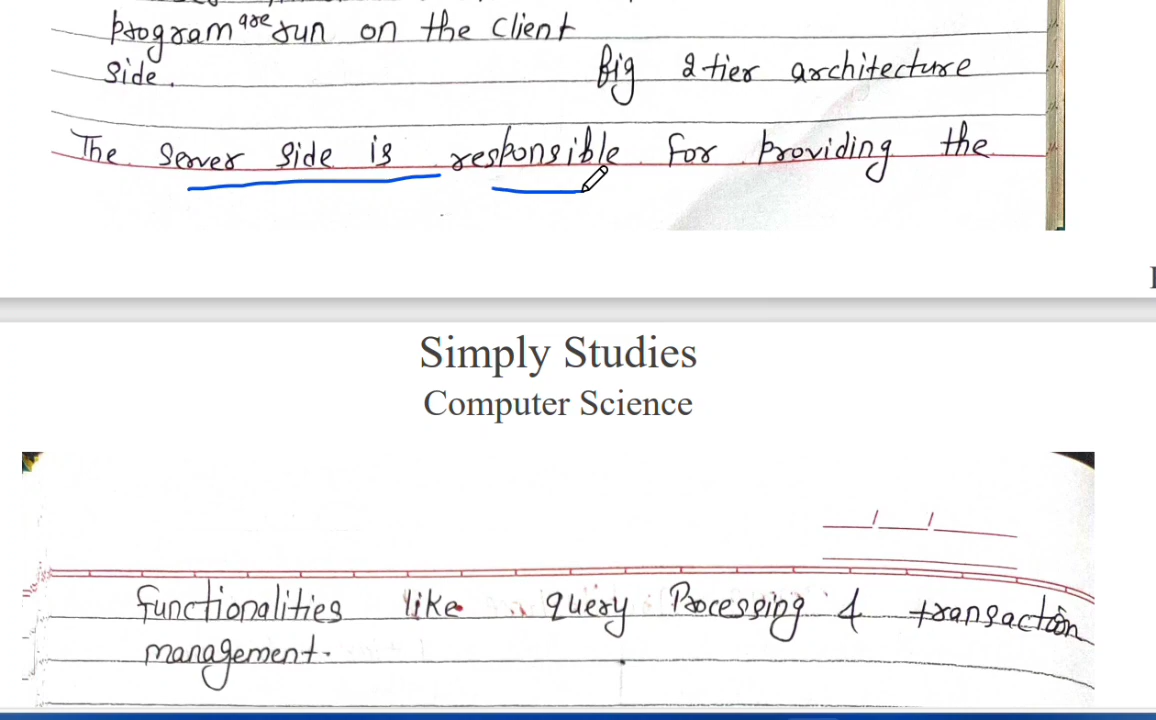 program are run on the Client
side.
fig 2 tier architecture
The server side is responsible for providing the
Simply Studies
Computer Science
functionalities like query Processing & transaction
management.